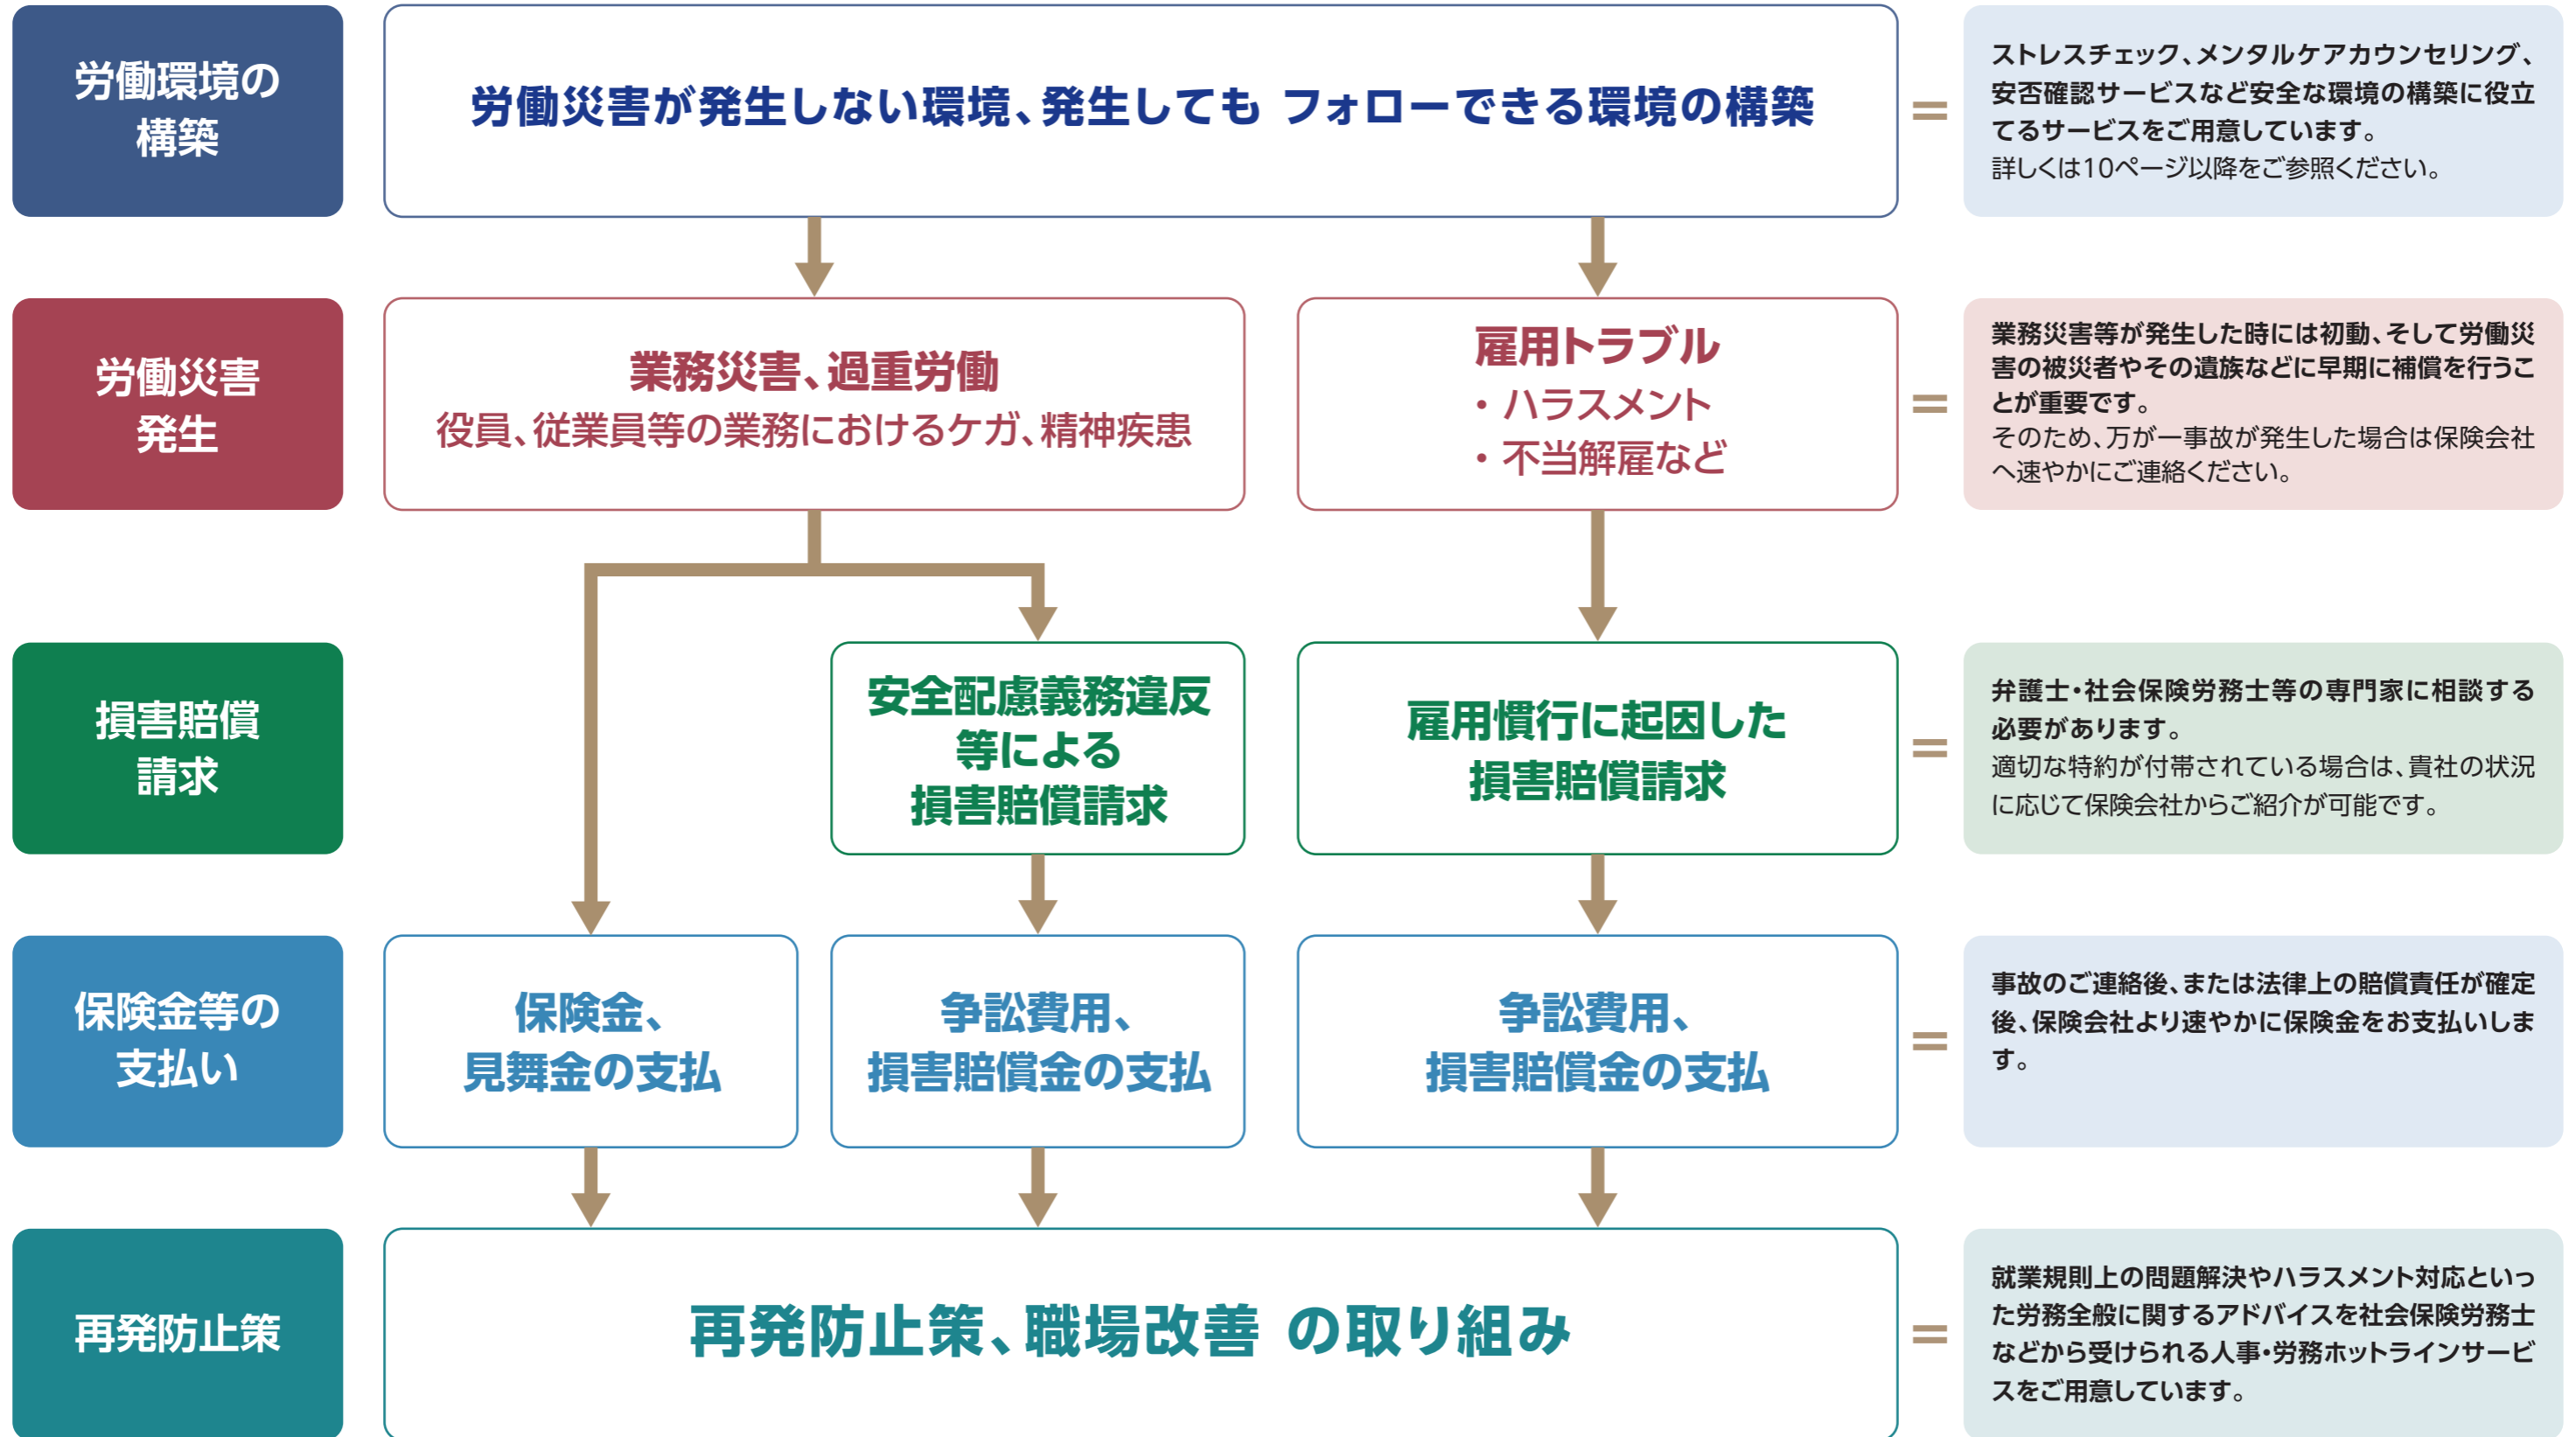 労働環境の
構築
労働災害が発生しない環境、発生しても フォローできる環境の構築
=
ストレスチェック、メンタルケアカウンセリング、
安否確認サービスなど安全な環境の構築に役立
てるサービスをご用意しています。
詳しくは10ページ以降をご参照ください。
労働災害
発生
業務災害、過重労働
役員、従業員等の業務におけるケガ、精神疾患
雇用トラブル
・ ハラスメント
・ 不当解雇など
=
業務災害等が発生した時には初動、そして労働災
害の被災者やその遺族などに早期に補償を行うこ
とが重要です。
そのため、万が一事故が発生した場合は保険会社
へ速やかにご連絡ください。
損害賠償
請求
安全配慮義務違反
等による
損害賠償請求
雇用慣行に起因した
損害賠償請求
=
弁護士・社会保険労務士等の専門家に相談する
必要があります。
適切な特約が付帯されている場合は、貴社の状況
に応じて保険会社からご紹介が可能です。
保険金等の
支払い
保険金、
見舞金の支払
争訟費用、
損害賠償金の支払
争訟費用、
損害賠償金の支払
=
事故のご連絡後、または法律上の賠償責任が確定
後、保険会社より速やかに保険金をお支払いしま
す。
再発防止策
再発防止策、職場改善 の取り組み
=
就業規則上の問題解決やハラスメント対応といっ
た労務全般に関するアドバイスを社会保険労務士
などから受けられる人事・労務ホットラインサービ
スをご用意しています。